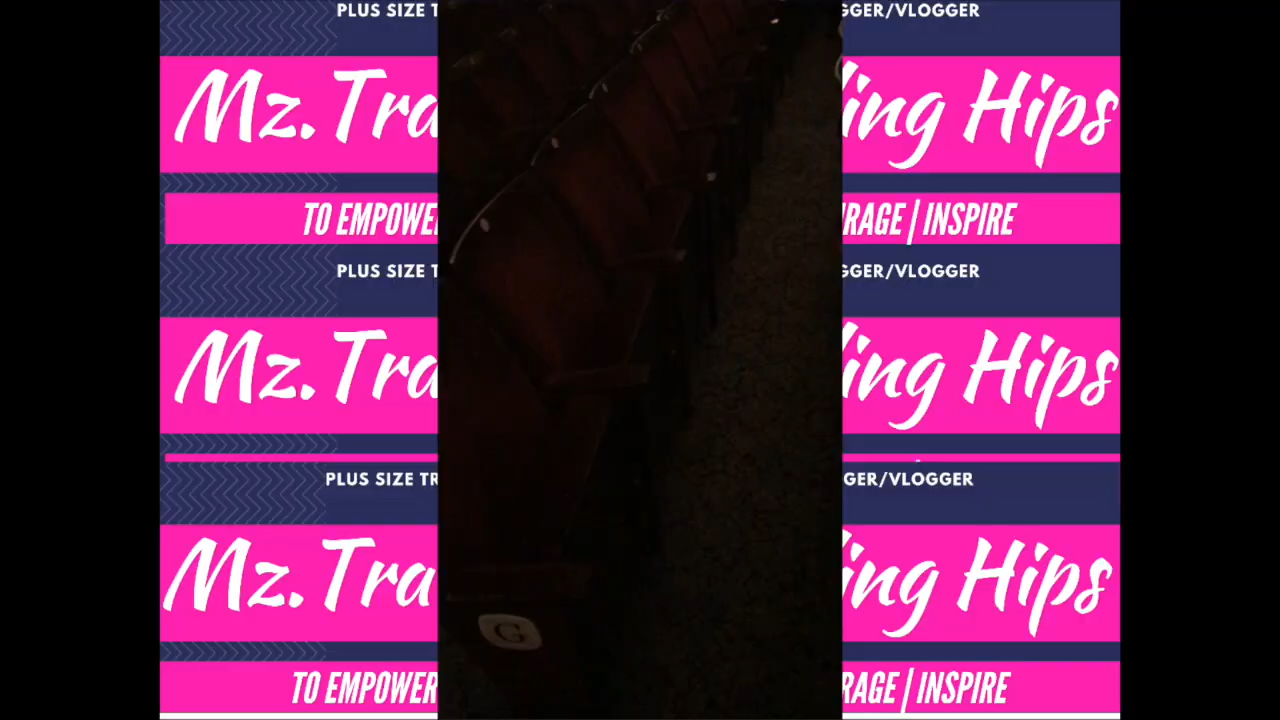 PLUS SIZE T GGER/VLOGGER
Mz.Tra ling Hips
TO EMPOWE RAGE | INSPIRE
PLUS SIZE T GGER/VLOGGER
Mz.Tra ling Hips
PLUS SIZE TR GER/VLOGGER
Mz.Tra ling Hips
TO EMPOWER RAGE | INSPIRE
G